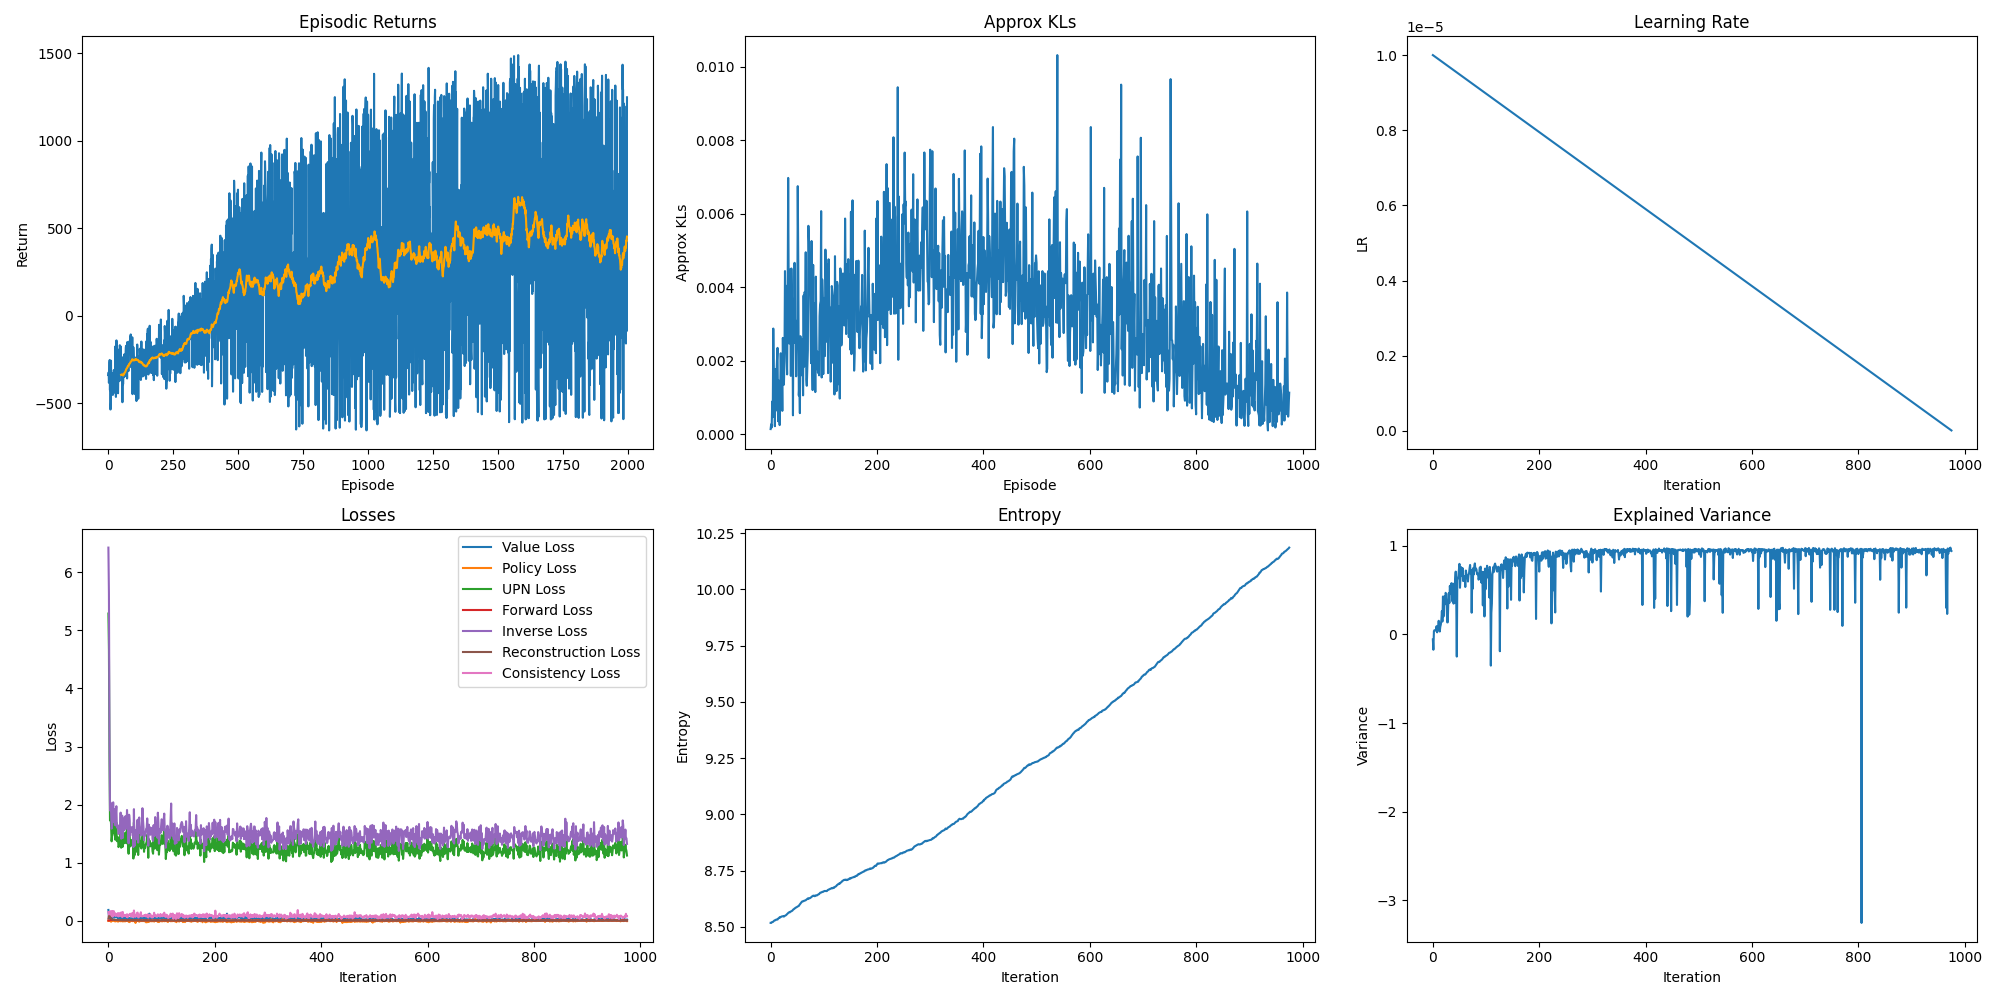 Episodic Returns
1500
1000
500
0
−500
0
250
500
750
1000
1250
1500
1750
2000
Return
Episode
Approx KLs
0.010
0.008
0.006
0.004
0.002
0.000
0
200
400
600
800
1000
Approx KLs
Episode
Learning Rate
1e−5
1.0
0.8
0.6
0.4
0.2
0.0
0
200
400
600
800
1000
LR
Iteration
Losses
6
5
4
3
2
1
0
0
200
400
600
800
1000
Loss
Iteration
Value Loss
Policy Loss
UPN Loss
Forward Loss
Inverse Loss
Reconstruction Loss
Consistency Loss
Entropy
10.25
10.00
9.75
9.50
9.25
9.00
8.75
8.50
0
200
400
600
800
1000
Entropy
Iteration
Explained Variance
1
0
−1
−2
−3
0
200
400
600
800
1000
Variance
Iteration